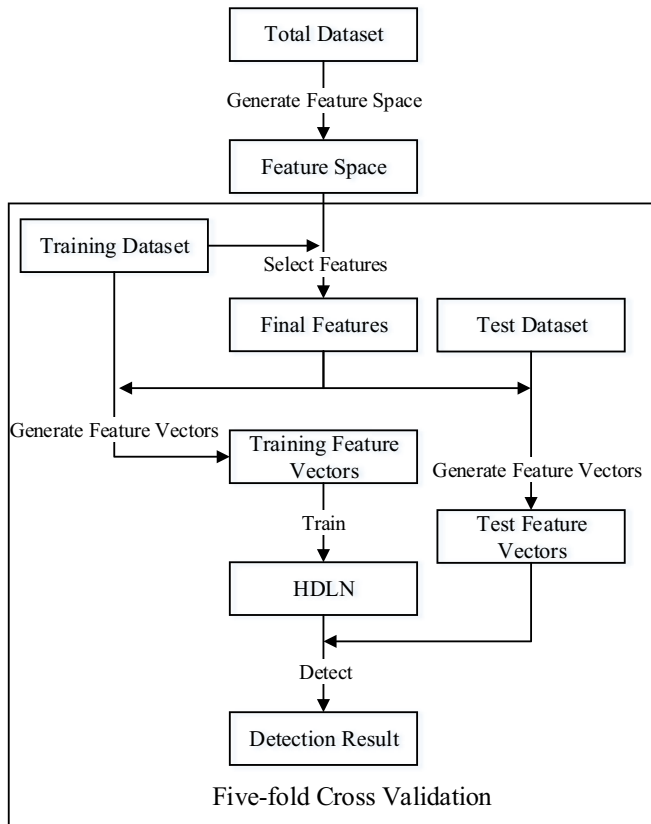 Total Dataset
Generate Feature Space
Feature Space
Training Dataset
Select Features
Final Features
Test Dataset
Generate Feature Vectors
Training Feature
Vectors
Generate Feature Vectors
Train
Test Feature
Vectors
HDLN
Detect
Detection Result
Five-fold Cross Validation